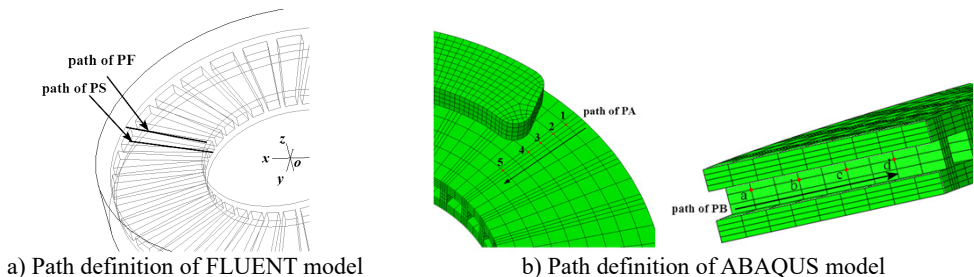 path of PF
path of PS
z
x
o
y
path of PA
1
2
3
4
5
a
b
c
d
path of PB
a) Path definition of FLUENT model
b) Path definition of ABAQUS model